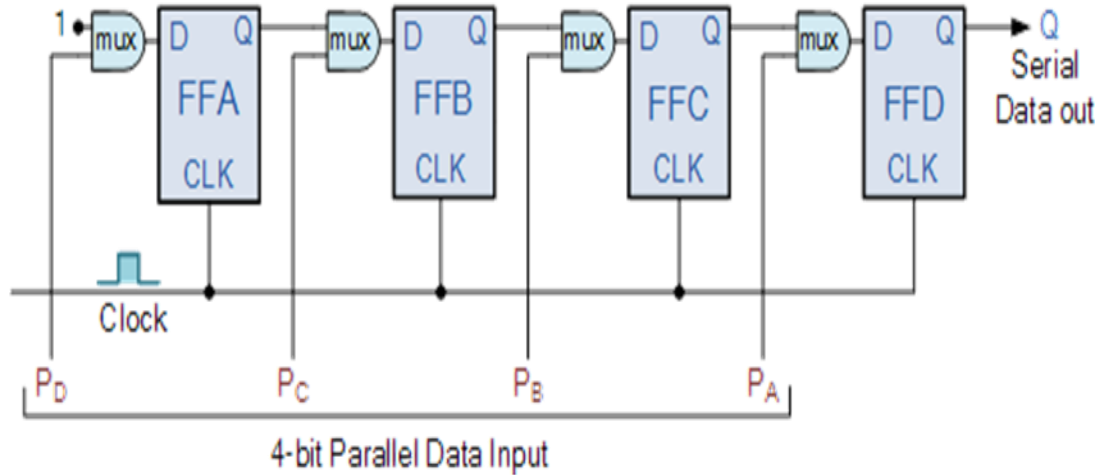 1
mux D Q mux D Q mux D Q mux D Q Q
FFA FFB FFC FFD
CLK CLK CLK CLK
Serial
Data out
Clock
PD PC PB PA
4-bit Parallel Data Input